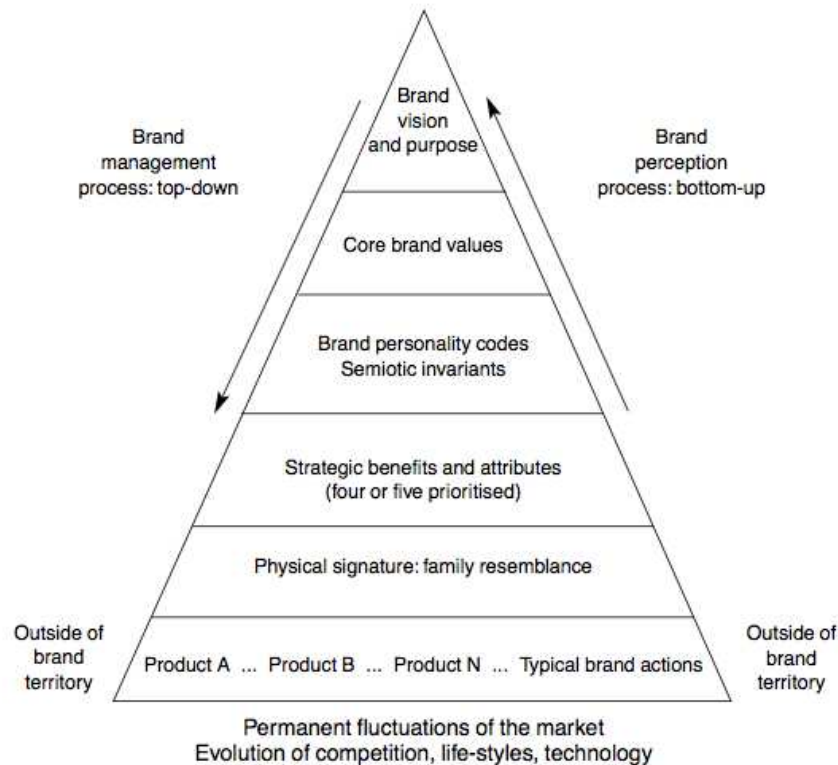 Brand
vision
and purpose
Brand
management
process: top-down
Brand
perception
process: bottom-up
Core brand values
Brand personality codes
Semiotic invariants
Strategic benefits and attributes
(four or five prioritised)
Physical signature: family resemblance
Outside of
brand
territory
Product A ... Product B ... Product N ... Typical brand actions
Outside of
brand
territory
Permanent fluctuations of the market
Evolution of competition, life-styles, technology